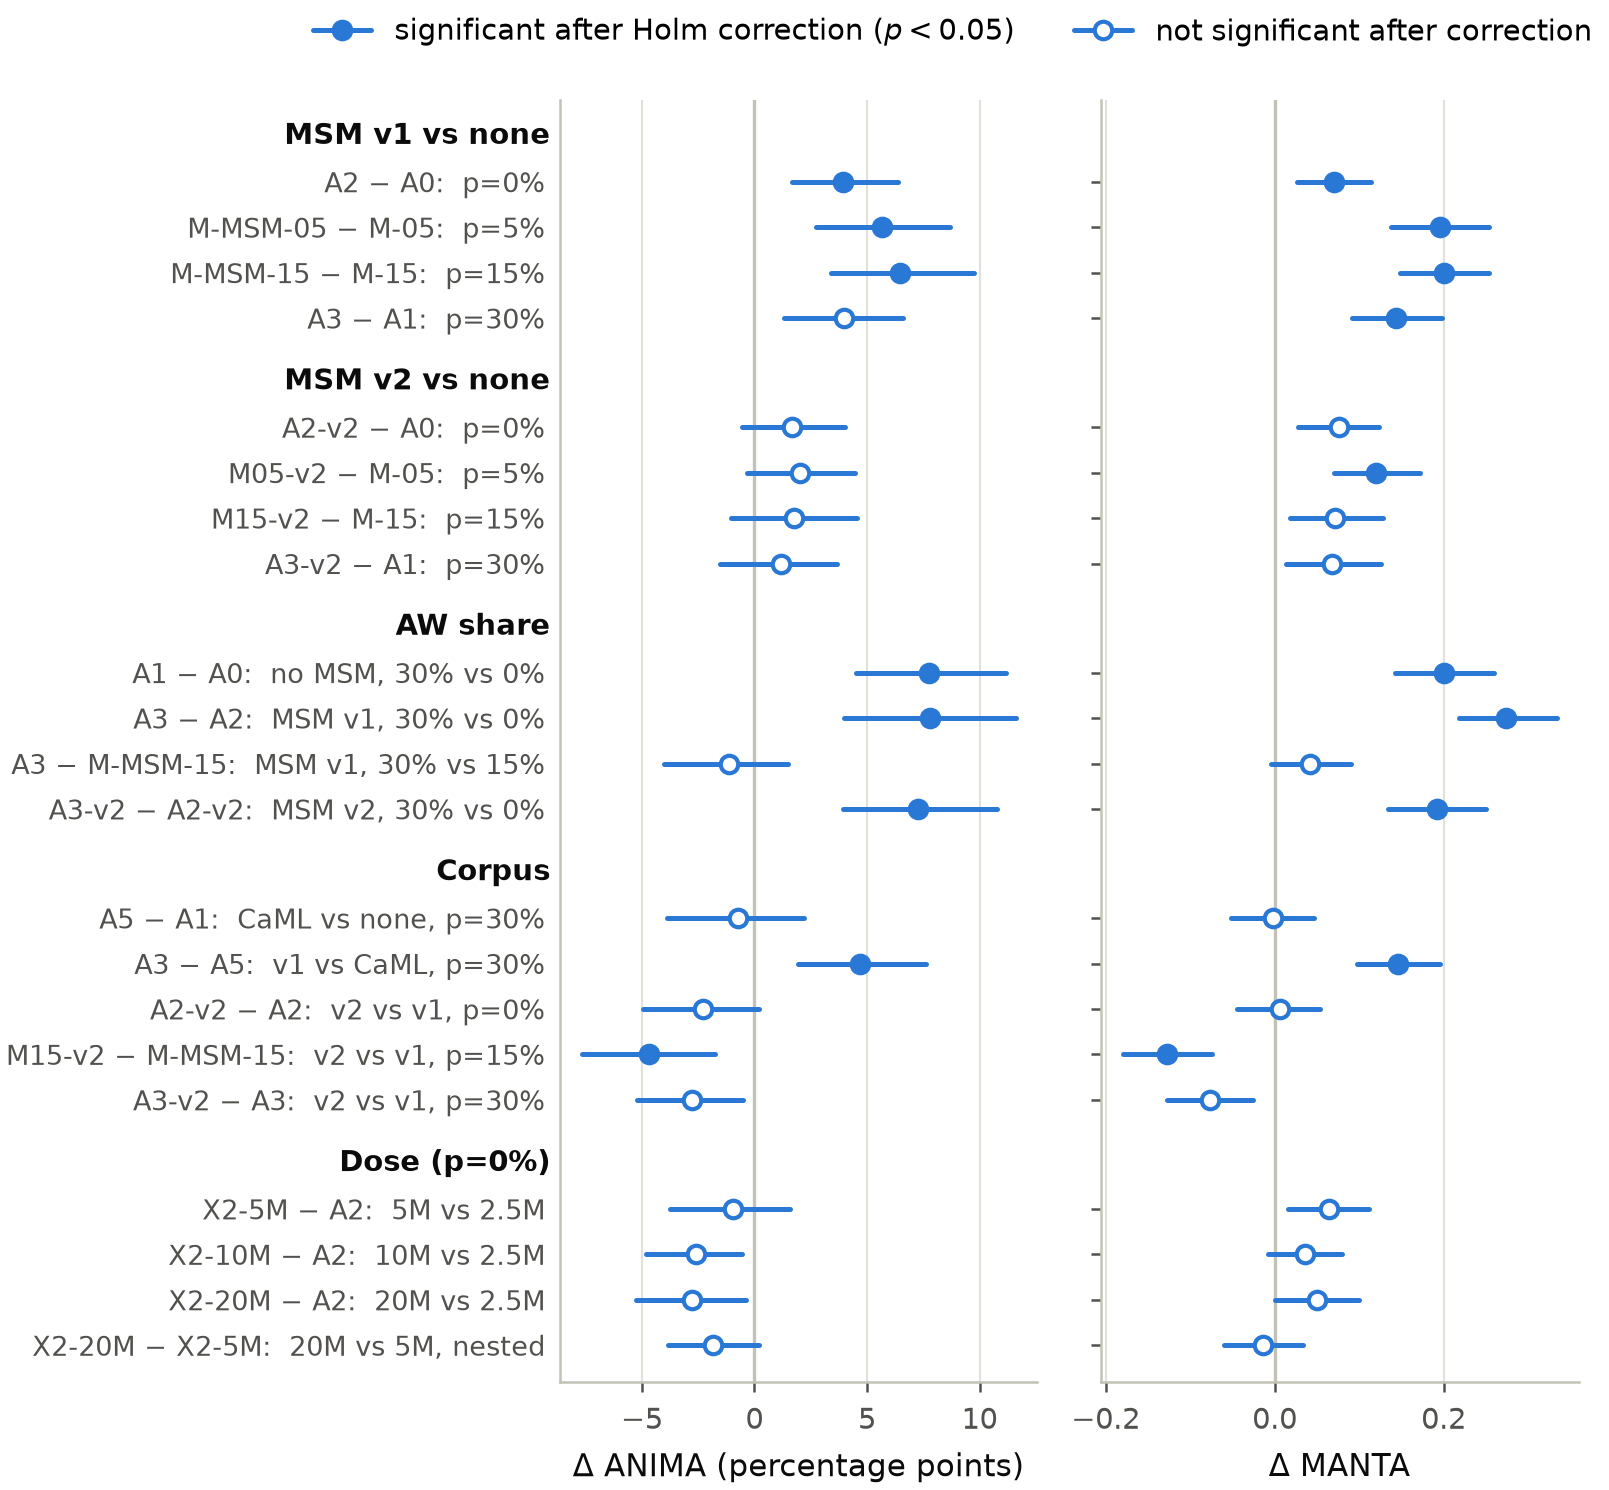 significant after Holm correction (p < 0.05) not significant after correction
MSM v1 vs none
A2 − A0: p=0%
M-MSM-05 − M-05: p=5%
M-MSM-15 − M-15: p=15%
A3 − A1: p=30%
MSM v2 vs none
A2-v2 − A0: p=0%
M05-v2 − M-05: p=5%
M15-v2 − M-15: p=15%
A3-v2 − A1: p=30%
AW share
A1 − A0: no MSM, 30% vs 0%
A3 − A2: MSM v1, 30% vs 0%
A3 − M-MSM-15: MSM v1, 30% vs 15%
A3-v2 − A2-v2: MSM v2, 30% vs 0%
Corpus
A5 − A1: CaML vs none, p=30%
A3 − A5: v1 vs CaML, p=30%
A2-v2 − A2: v2 vs v1, p=0%
M15-v2 − M-MSM-15: v2 vs v1, p=15%
A3-v2 − A3: v2 vs v1, p=30%
Dose (p=0%)
X2-5M − A2: 5M vs 2.5M
X2-10M − A2: 10M vs 2.5M
X2-20M − A2: 20M vs 2.5M
X2-20M − X2-5M: 20M vs 5M, nested
−5 0 5 10 −0.2 0.0 0.2
Δ ANIMA (percentage points) Δ MANTA